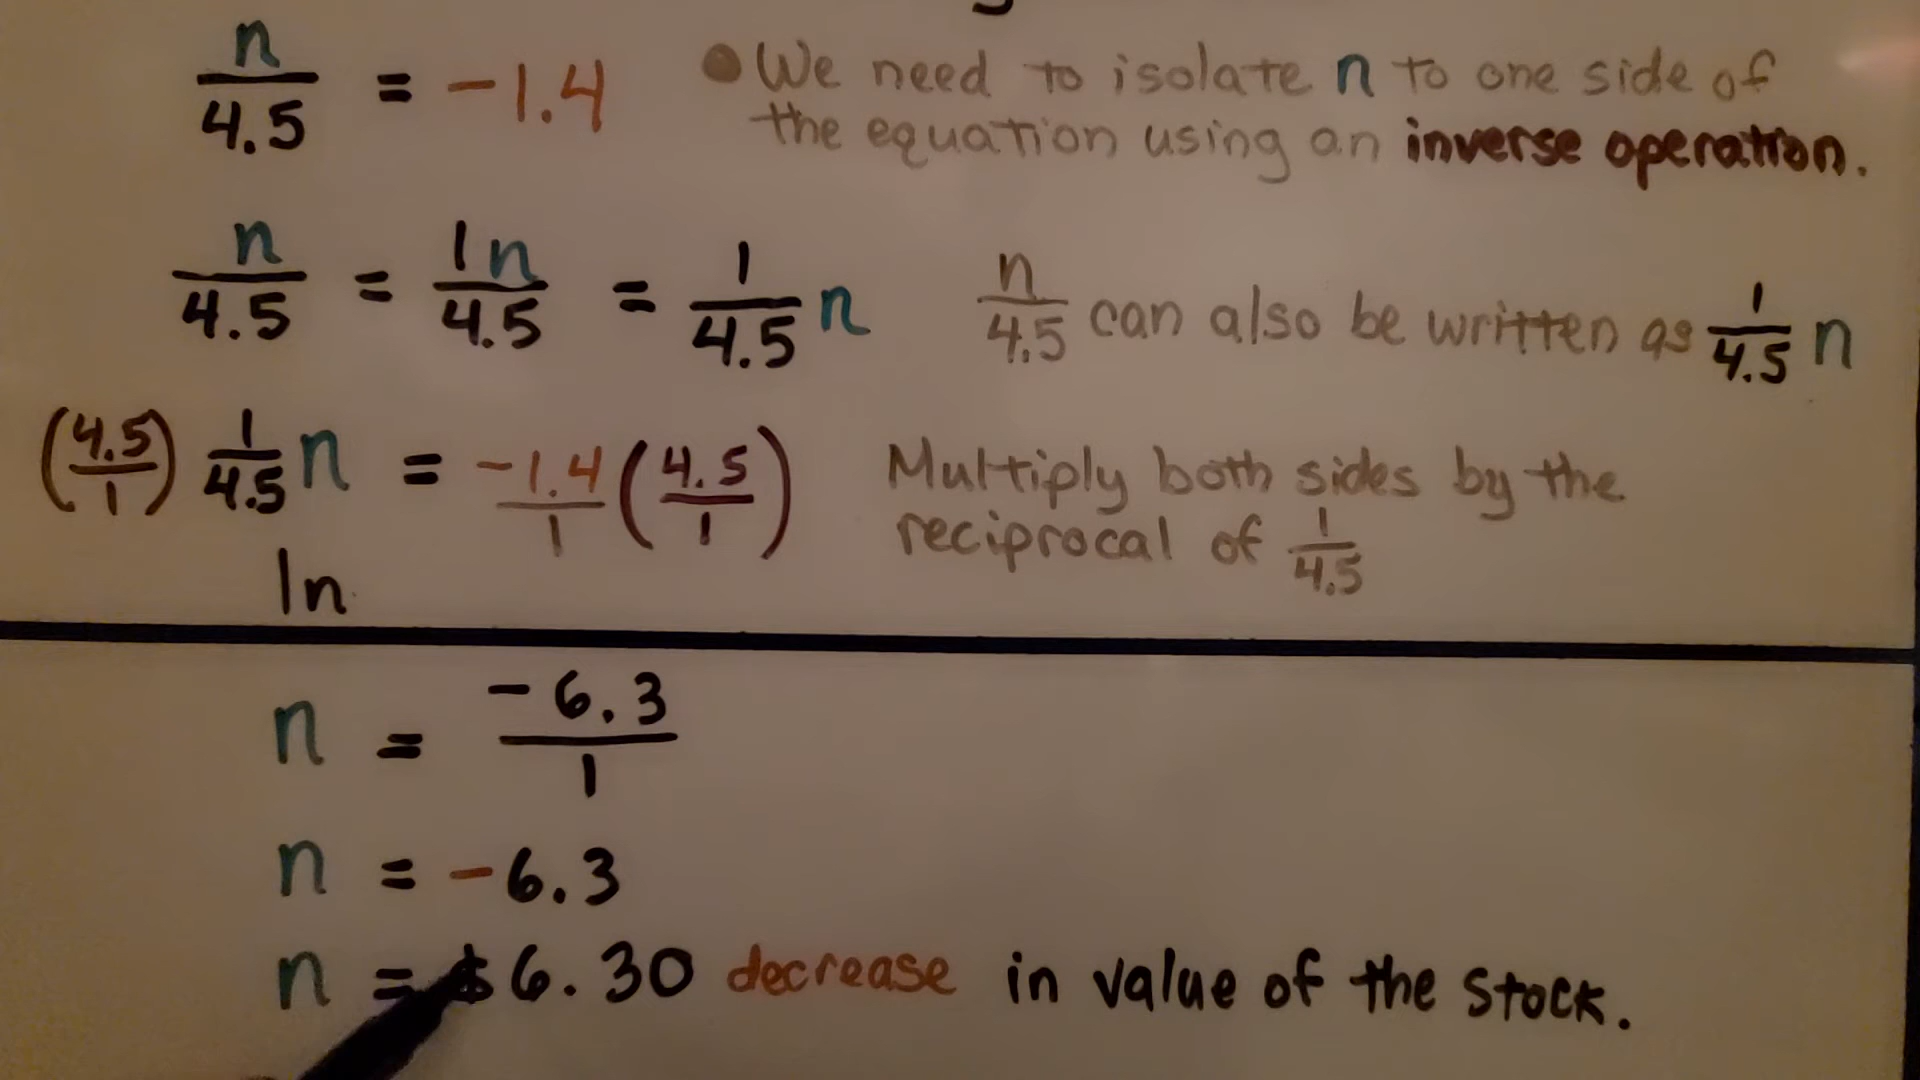 n/4.5 = -1.4
• We need to isolate n to one side of
the equation using an inverse operation.
n/4.5 = 1n/4.5 = 1/4.5 n
n/4.5 can also be written as 1/4.5 n
(4.5/1) 1/4.5 n = -1.4/1 (4.5/1)
1n
Multiply both sides by the
reciprocal of 1/4.5
n = -6.3/1
n = -6.3
n = $6.30 decrease in value of the stock.